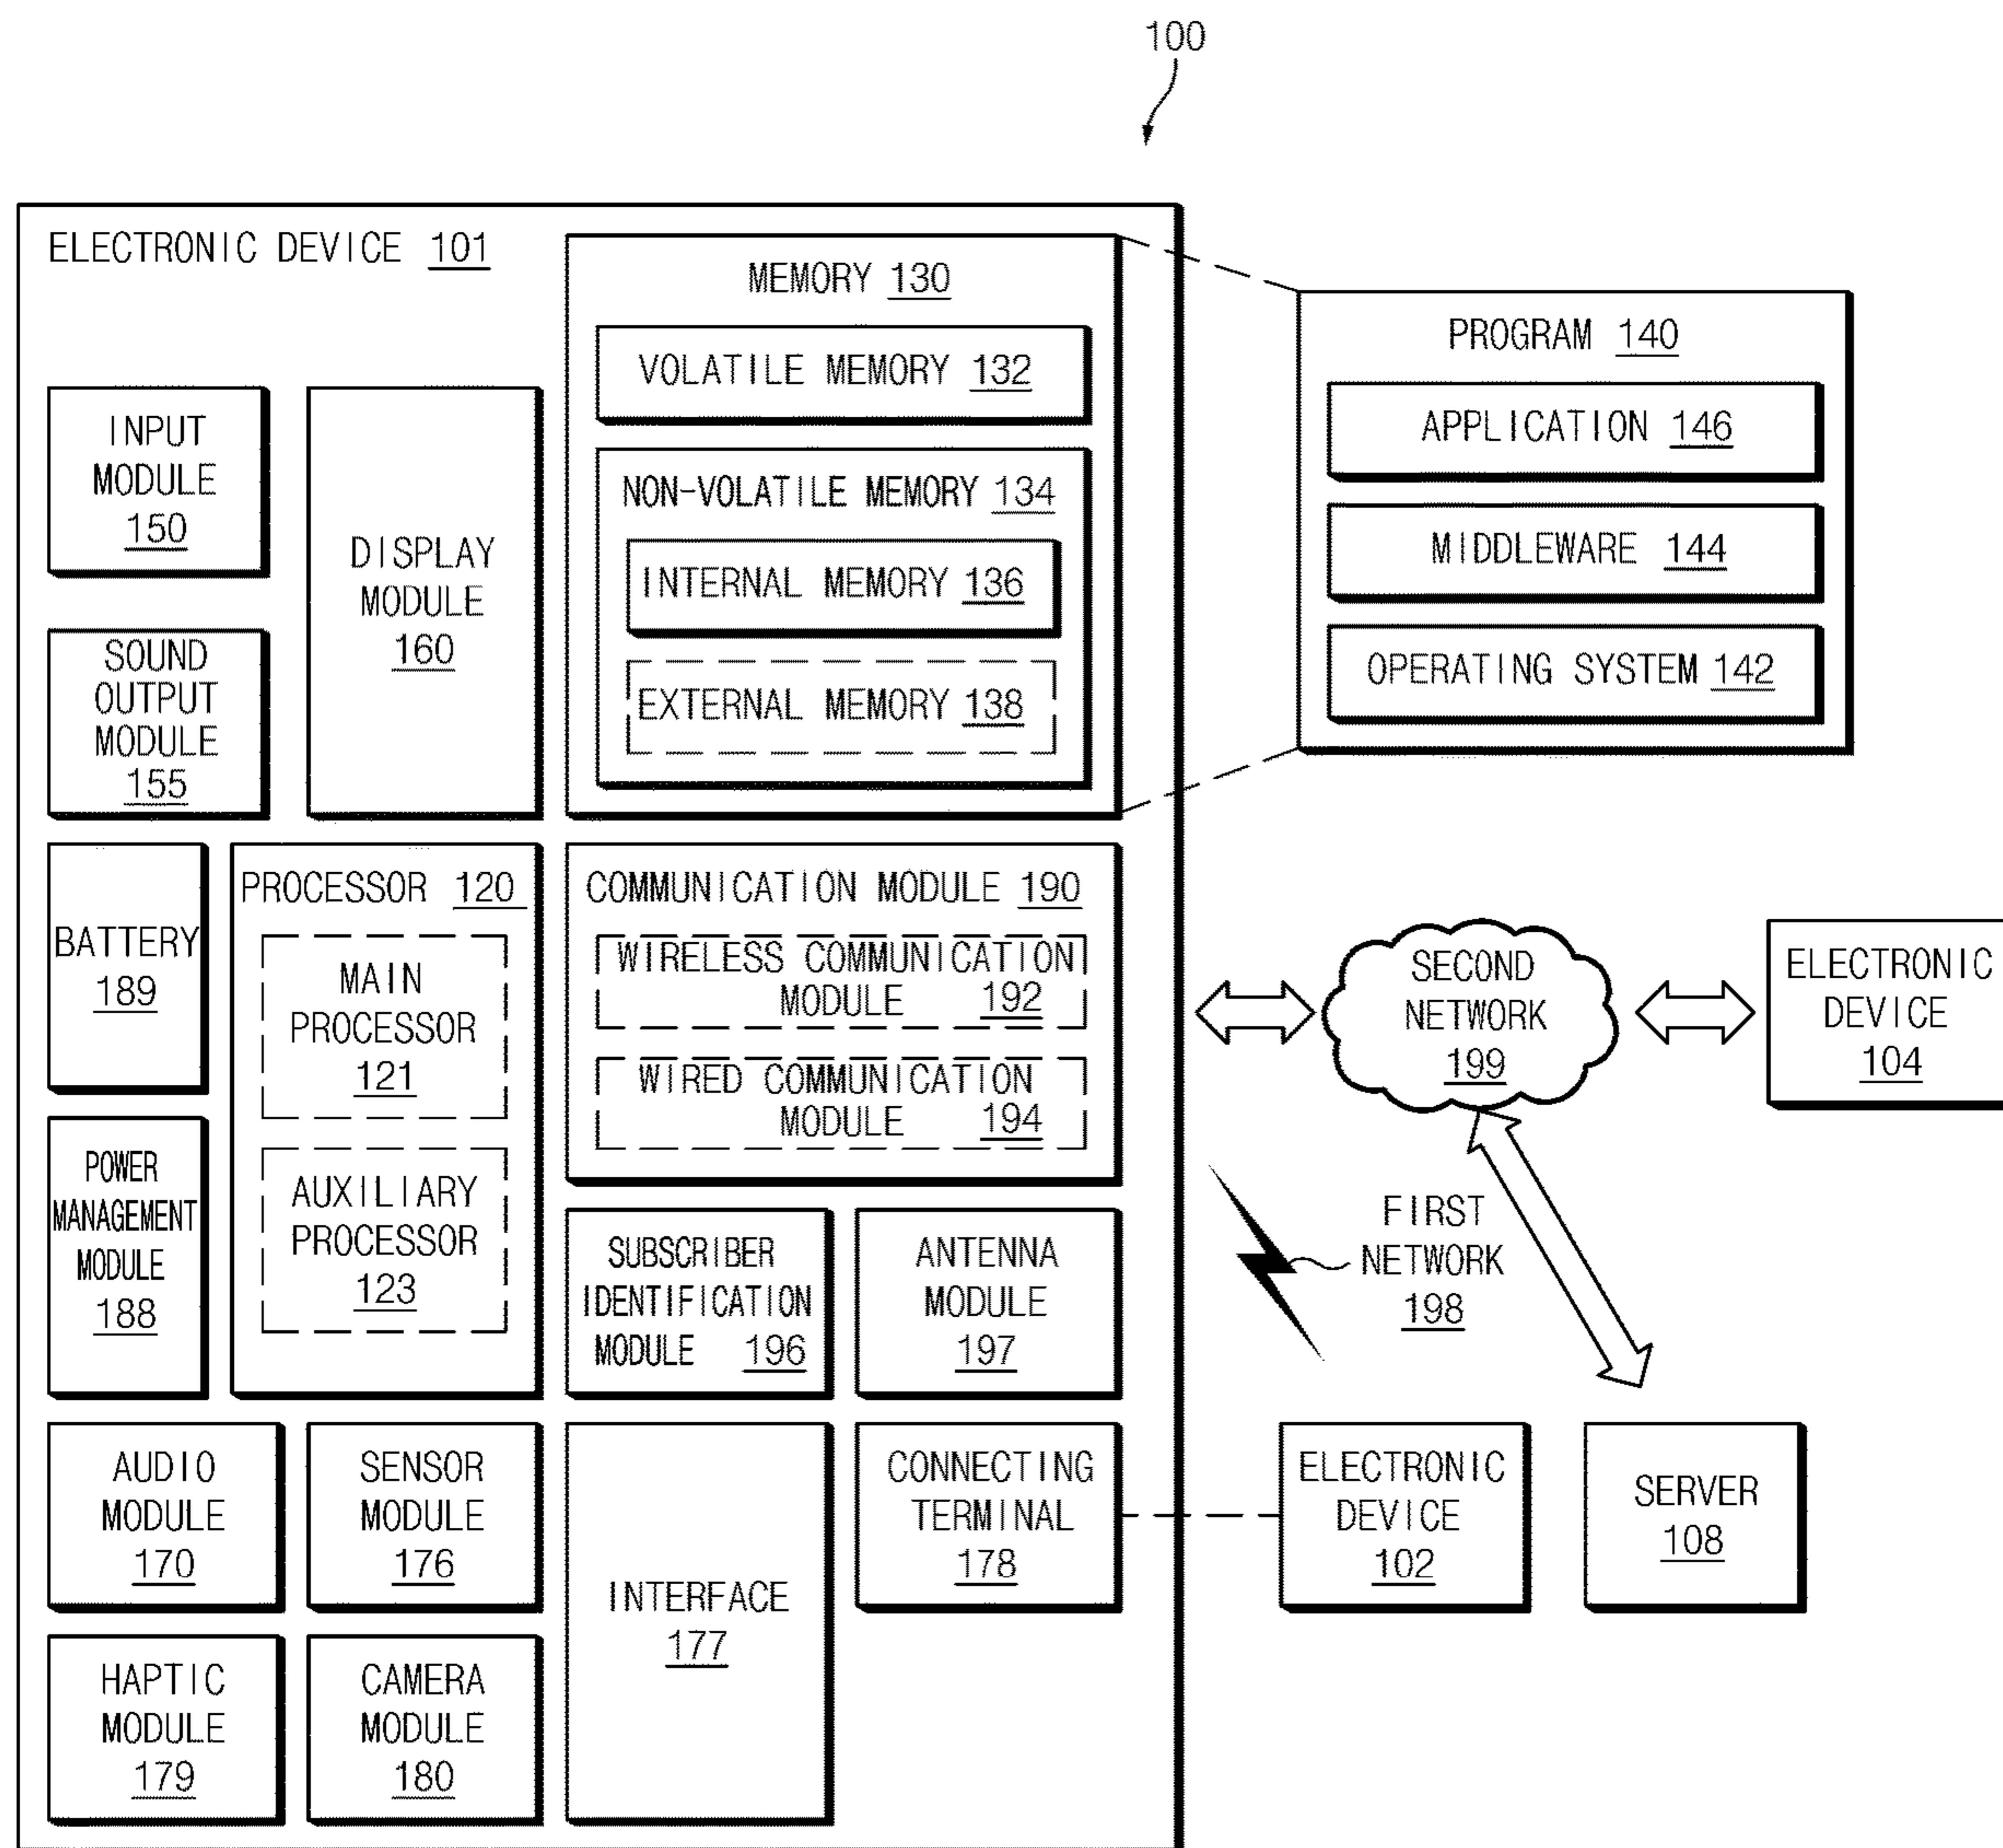 100
ELECTRONIC DEVICE 101
MEMORY 130
VOLATILE MEMORY 132
NON-VOLATILE MEMORY 134
INTERNAL MEMORY 136
EXTERNAL MEMORY 138
PROGRAM 140
APPLICATION 146
MIDDLEWARE 144
OPERATING SYSTEM 142
INPUT
MODULE
150
SOUND
OUTPUT
MODULE
155
DISPLAY
MODULE
160
BATTERY
189
POWER
MANAGEMENT
MODULE
188
PROCESSOR 120
MAIN
PROCESSOR
121
AUXILIARY
PROCESSOR
123
COMMUNICATION MODULE 190
WIRELESS COMMUNICATION
MODULE 192
WIRED COMMUNICATION
MODULE 194
SUBSCRIBER
IDENTIFICATION
MODULE 196
ANTENNA
MODULE
197
SECOND
NETWORK
199
ELECTRONIC
DEVICE
104
FIRST
NETWORK
198
AUDIO
MODULE
170
SENSOR
MODULE
176
INTERFACE
177
CONNECTING
TERMINAL
178
ELECTRONIC
DEVICE
102
SERVER
108
HAPTIC
MODULE
179
CAMERA
MODULE
180